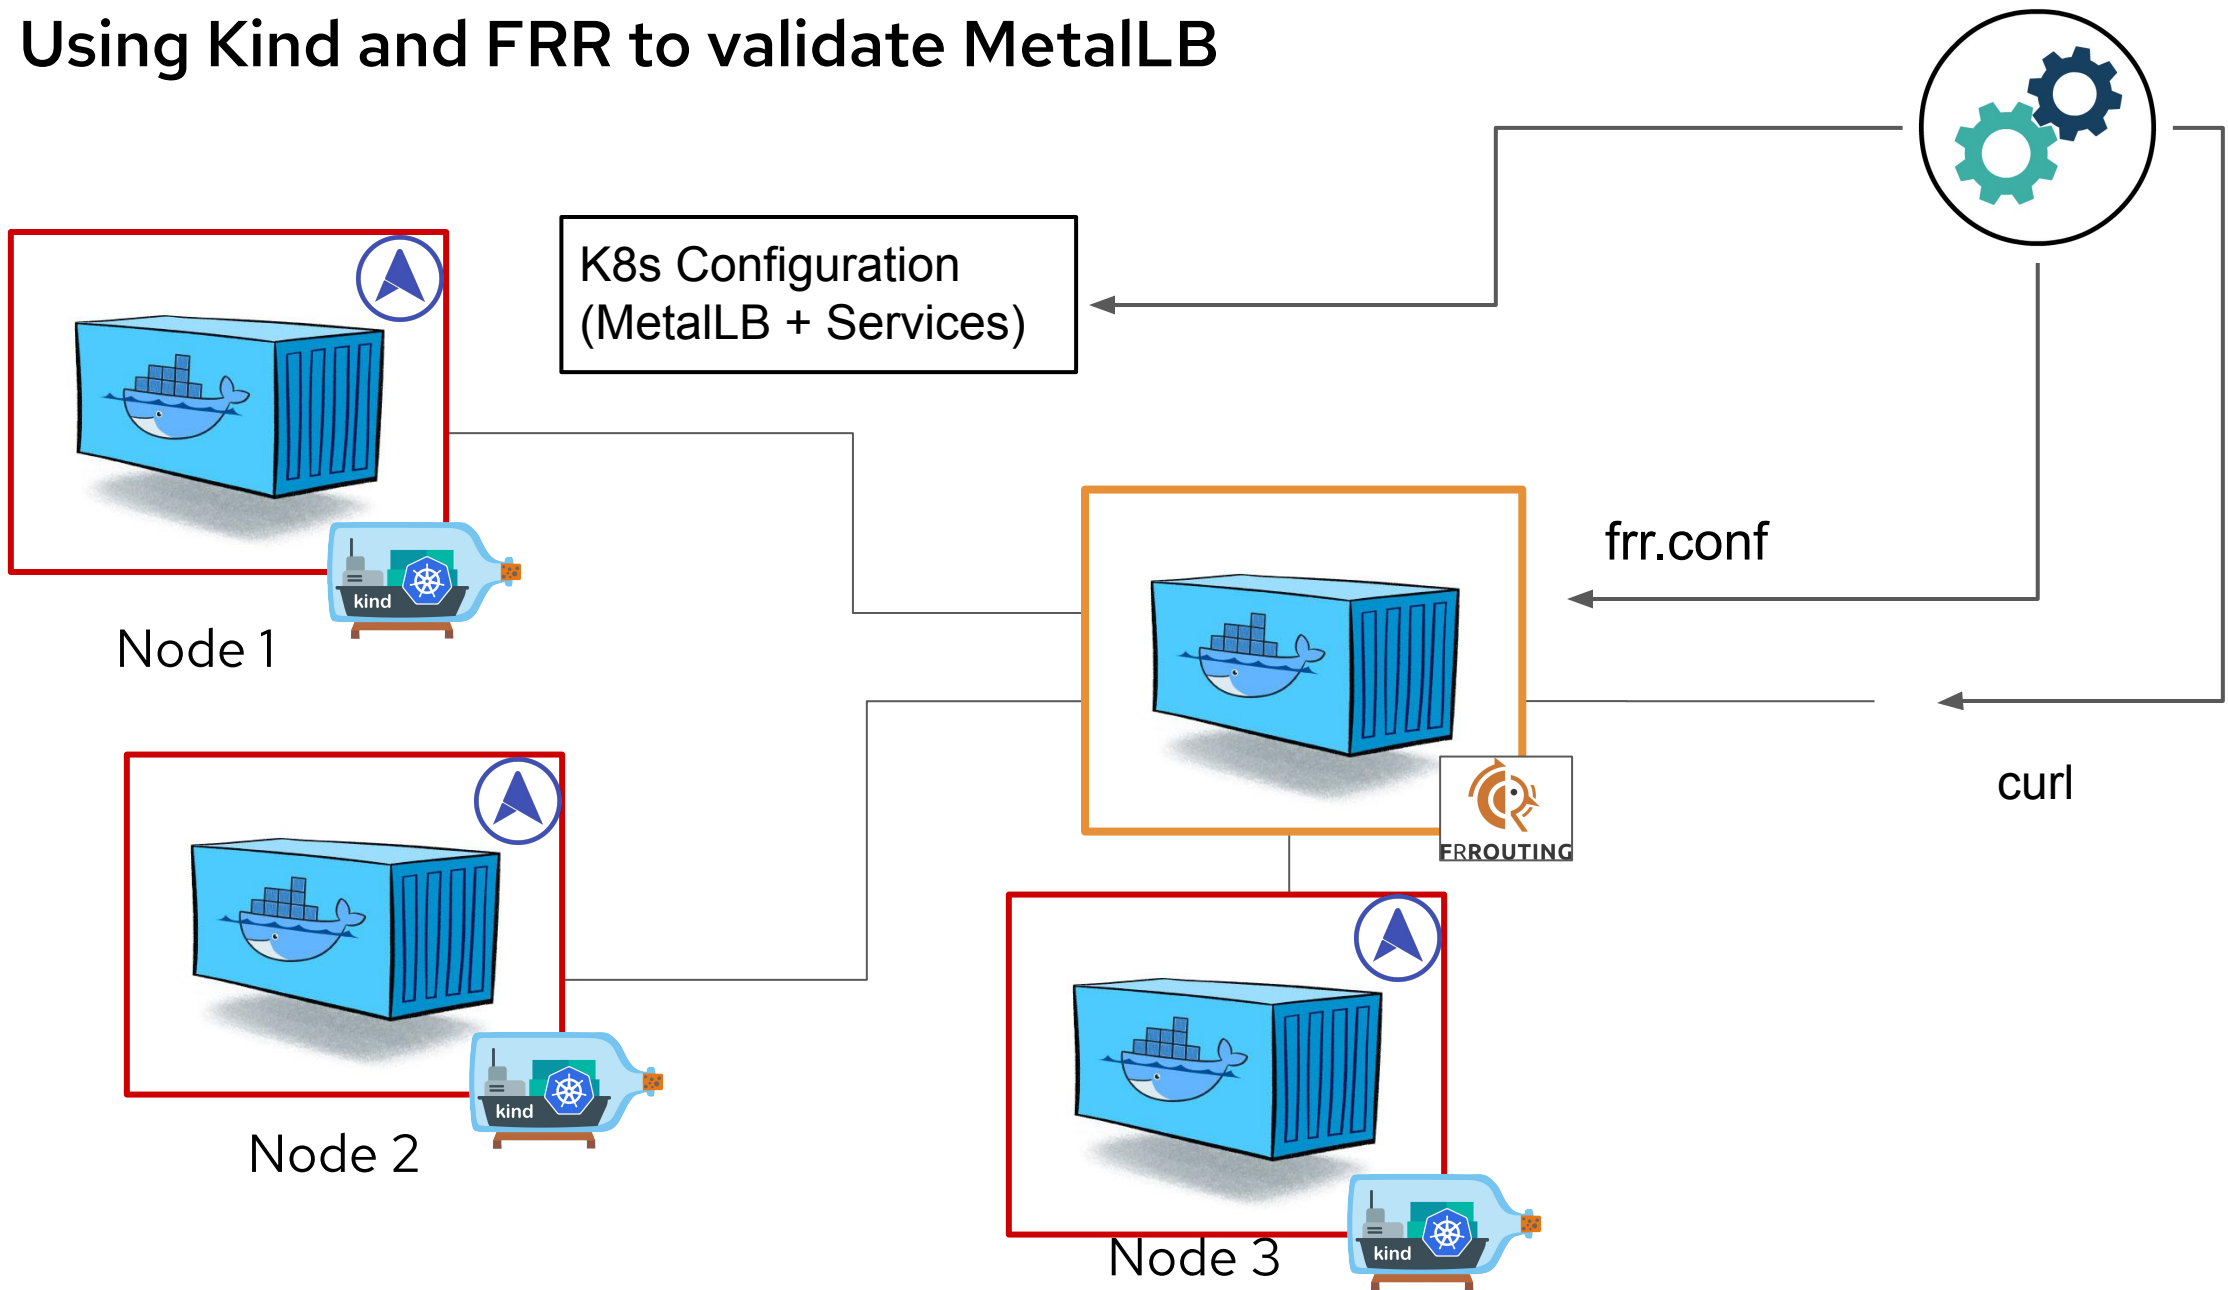 Using Kind and FRR to validate MetalLB
K8s Configuration
(MetalLB + Services)
kind
Node 1
frr.conf
curl
FRROUTING
kind
Node 2
kind
Node 3